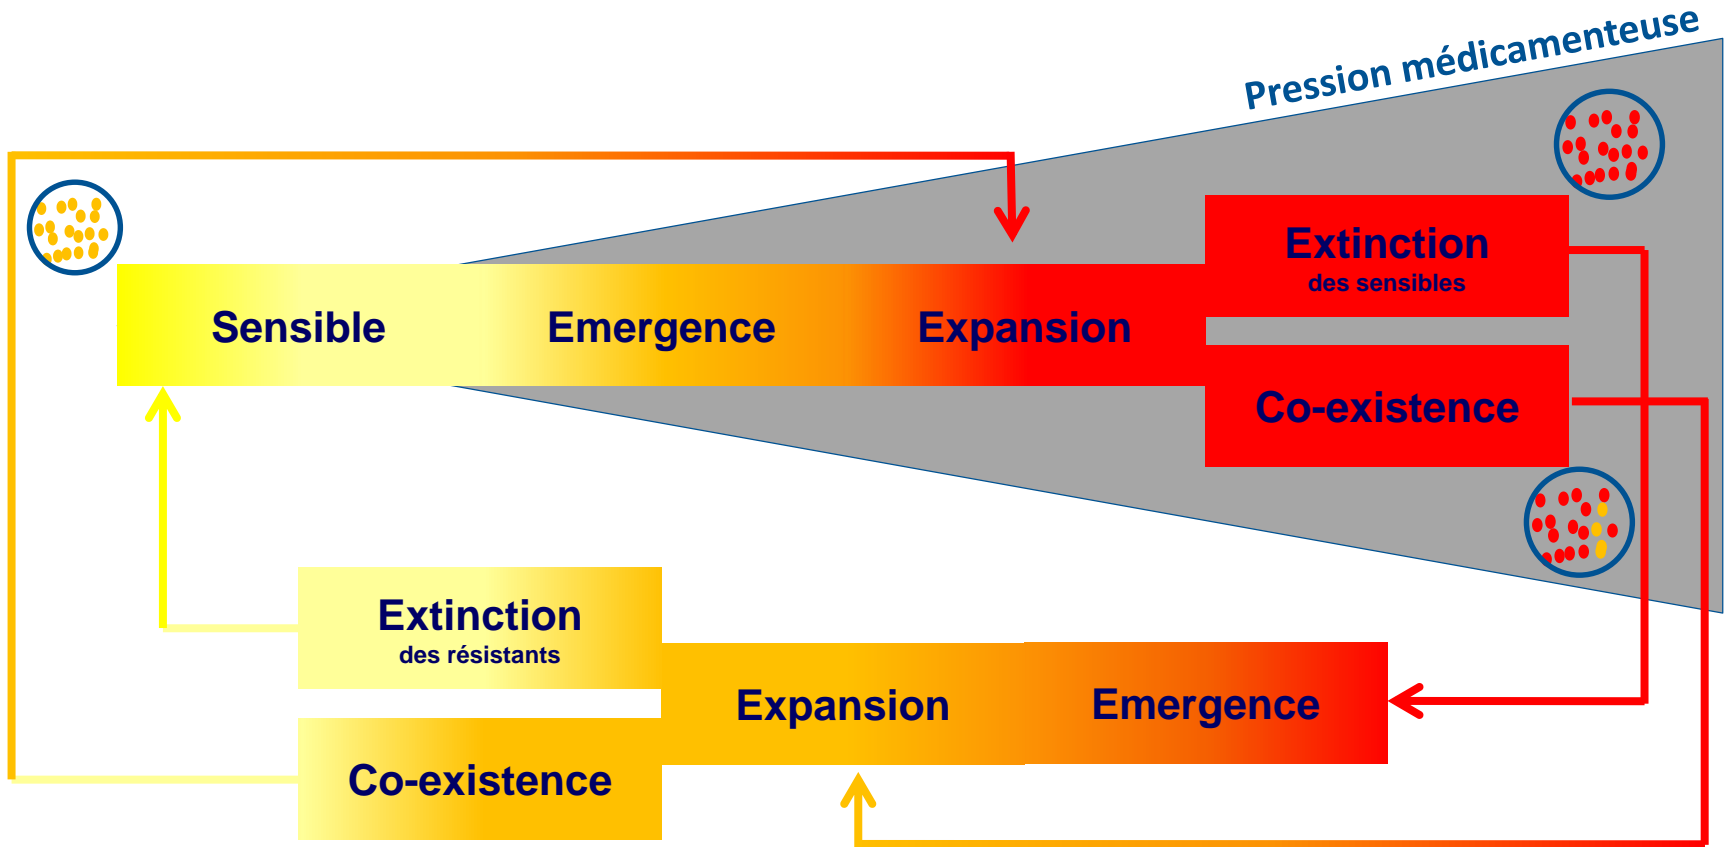 Pression médicamenteuse
Extinction
des sensibles
Sensible
Emergence
Expansion
Co-existence
Extinction
des résistants
Expansion
Emergence
Co-existence